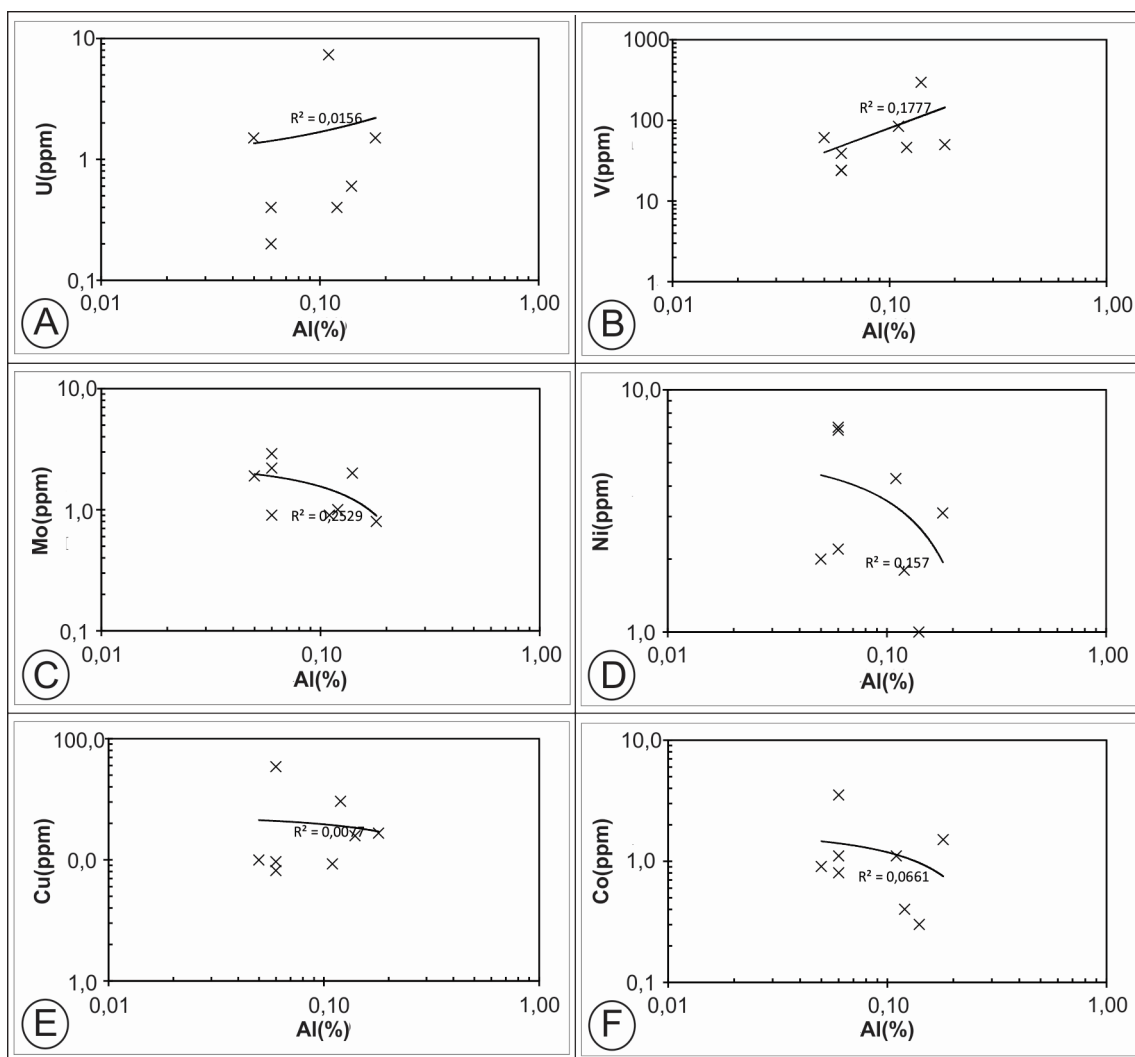 10
1
0,1
U(ppm)
R² = 0,0156
0,01
0,10
1,00
Al(%)
A
1000
100
10
1
V(ppm)
R² = 0,1777
0,01
0,10
1,00
Al(%)
B
10,0
1,0
0,1
Mo(ppm)
R² = 0,2529
0,01
0,10
1,00
Al(%)
C
10,0
1,0
Ni(ppm)
R² = 0,157
0,01
0,10
1,00
Al(%)
D
100,0
0,0
1,0
Cu(ppm)
R² = 0,0077
0,01
0,10
1,00
Al(%)
E
10,0
1,0
0,1
Co(ppm)
R² = 0,0661
0,01
0,10
1,00
Al(%)
F